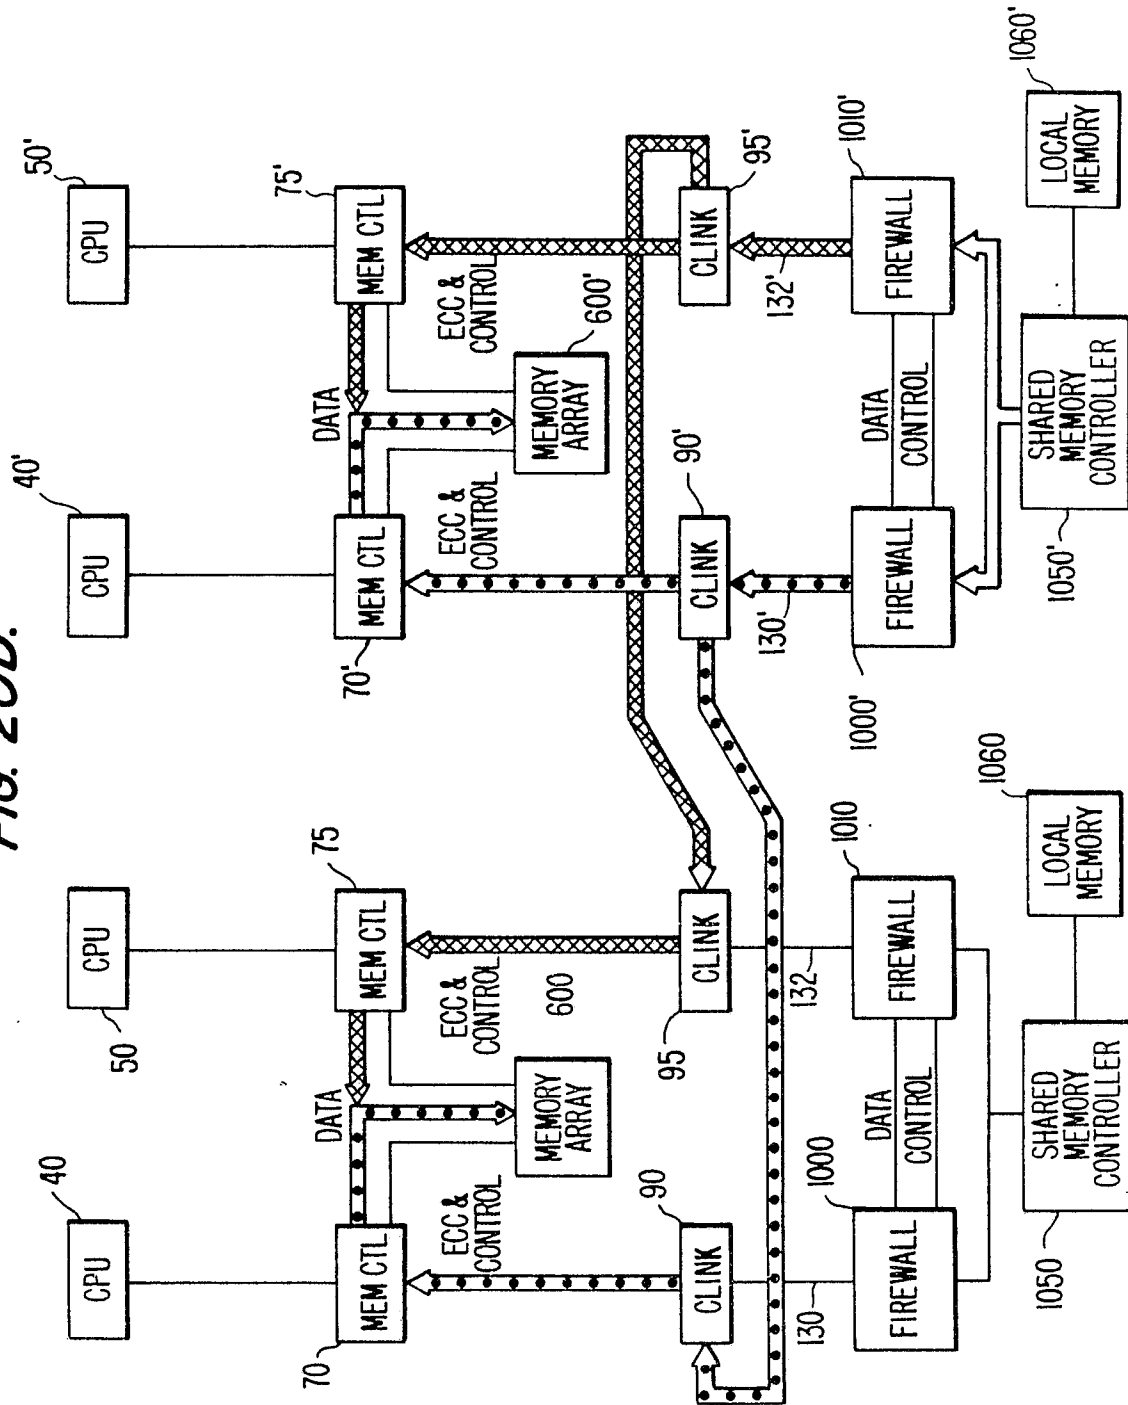 FIG. 20D.
40
CPU
50
CPU
40'
CPU
50'
CPU
70
MEM CTL
DATA
75
MEM CTL
70'
MEM CTL
DATA
75'
MEM CTL
ECC &
CONTROL
MEMORY
ARRAY
ECC &
CONTROL
600
ECC &
CONTROL
MEMORY
ARRAY
600'
ECC &
CONTROL
90
CLINK
95
CLINK
90'
CLINK
95'
CLINK
130
132
130'
132'
1000
FIREWALL
DATA
CONTROL
1010
FIREWALL
1000'
FIREWALL
DATA
CONTROL
1010'
FIREWALL
1050
SHARED
MEMORY
CONTROLLER
1060
LOCAL
MEMORY
1050'
SHARED
MEMORY
CONTROLLER
1060'
LOCAL
MEMORY